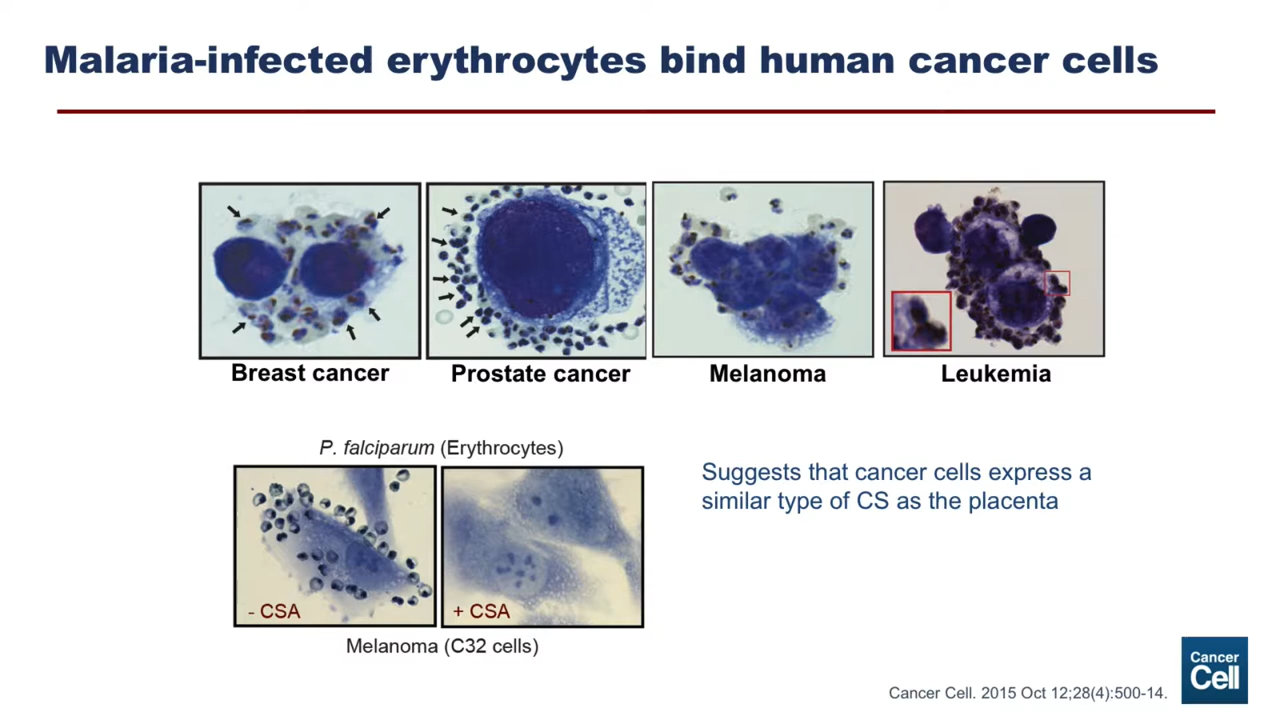 Malaria-infected erythrocytes bind human cancer cells
Breast cancer
Prostate cancer
Melanoma
Leukemia
P. falciparum (Erythrocytes)
- CSA
+ CSA
Melanoma (C32 cells)
Suggests that cancer cells express a
similar type of CS as the placenta
Cancer Cell. 2015 Oct 12;28(4):500-14.
Cancer
Cell